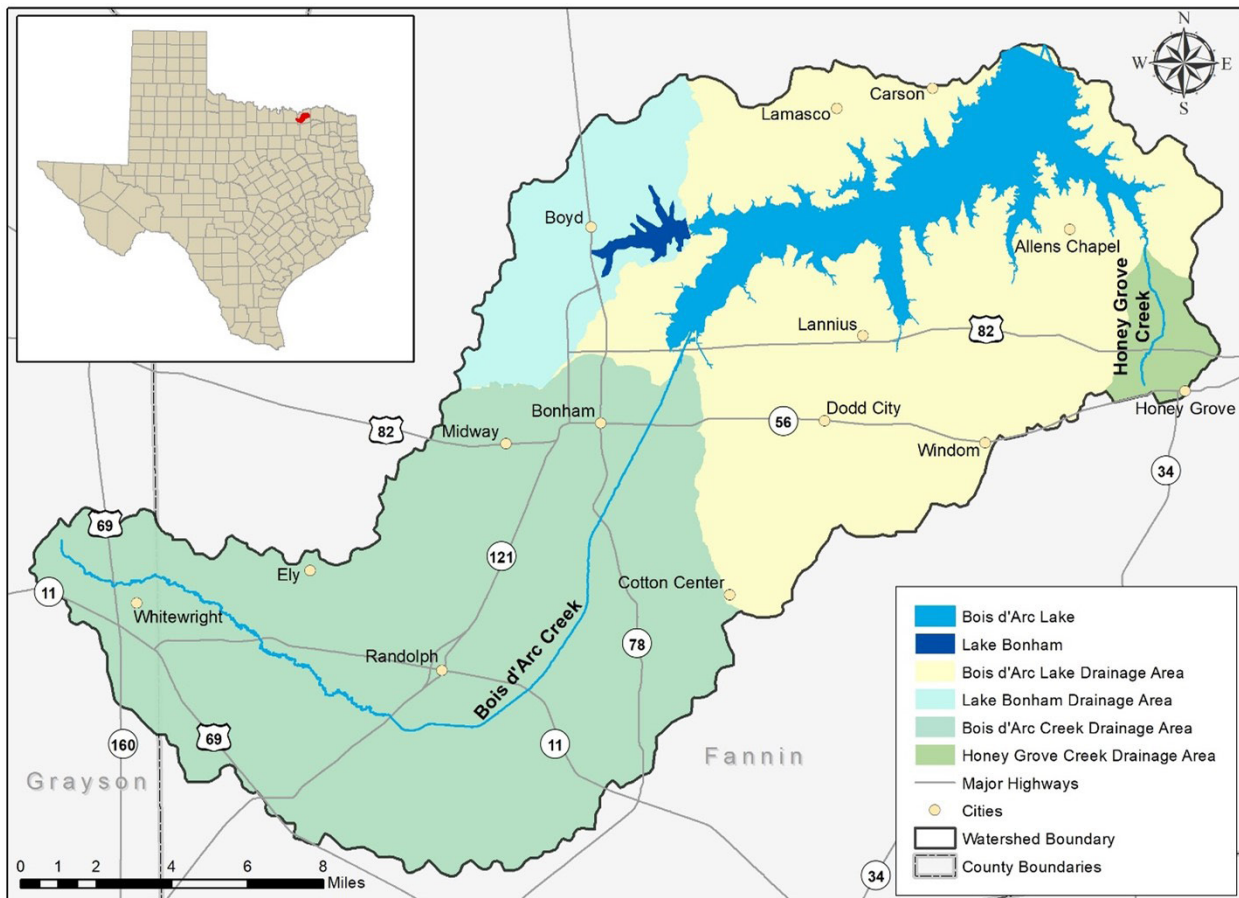 N
W E
S
Carson
Lamasco
Boyd
Allens Chapel
Honey Grove
Creek
Lannius
82
Honey Grove
Bonham
Dodd City
56
82
Midway
Windom
34
69
121
Ely
Cotton Center
11
Whitewright
78
Randolph
Bois d'Arc Creek
69
160
11
Grayson
Fannin
34
0 1 2 4 6 8
Miles
Bois d'Arc Lake
Lake Bonham
Bois d'Arc Lake Drainage Area
Lake Bonham Drainage Area
Bois d'Arc Creek Drainage Area
Honey Grove Creek Drainage Area
Major Highways
Cities
Watershed Boundary
County Boundaries